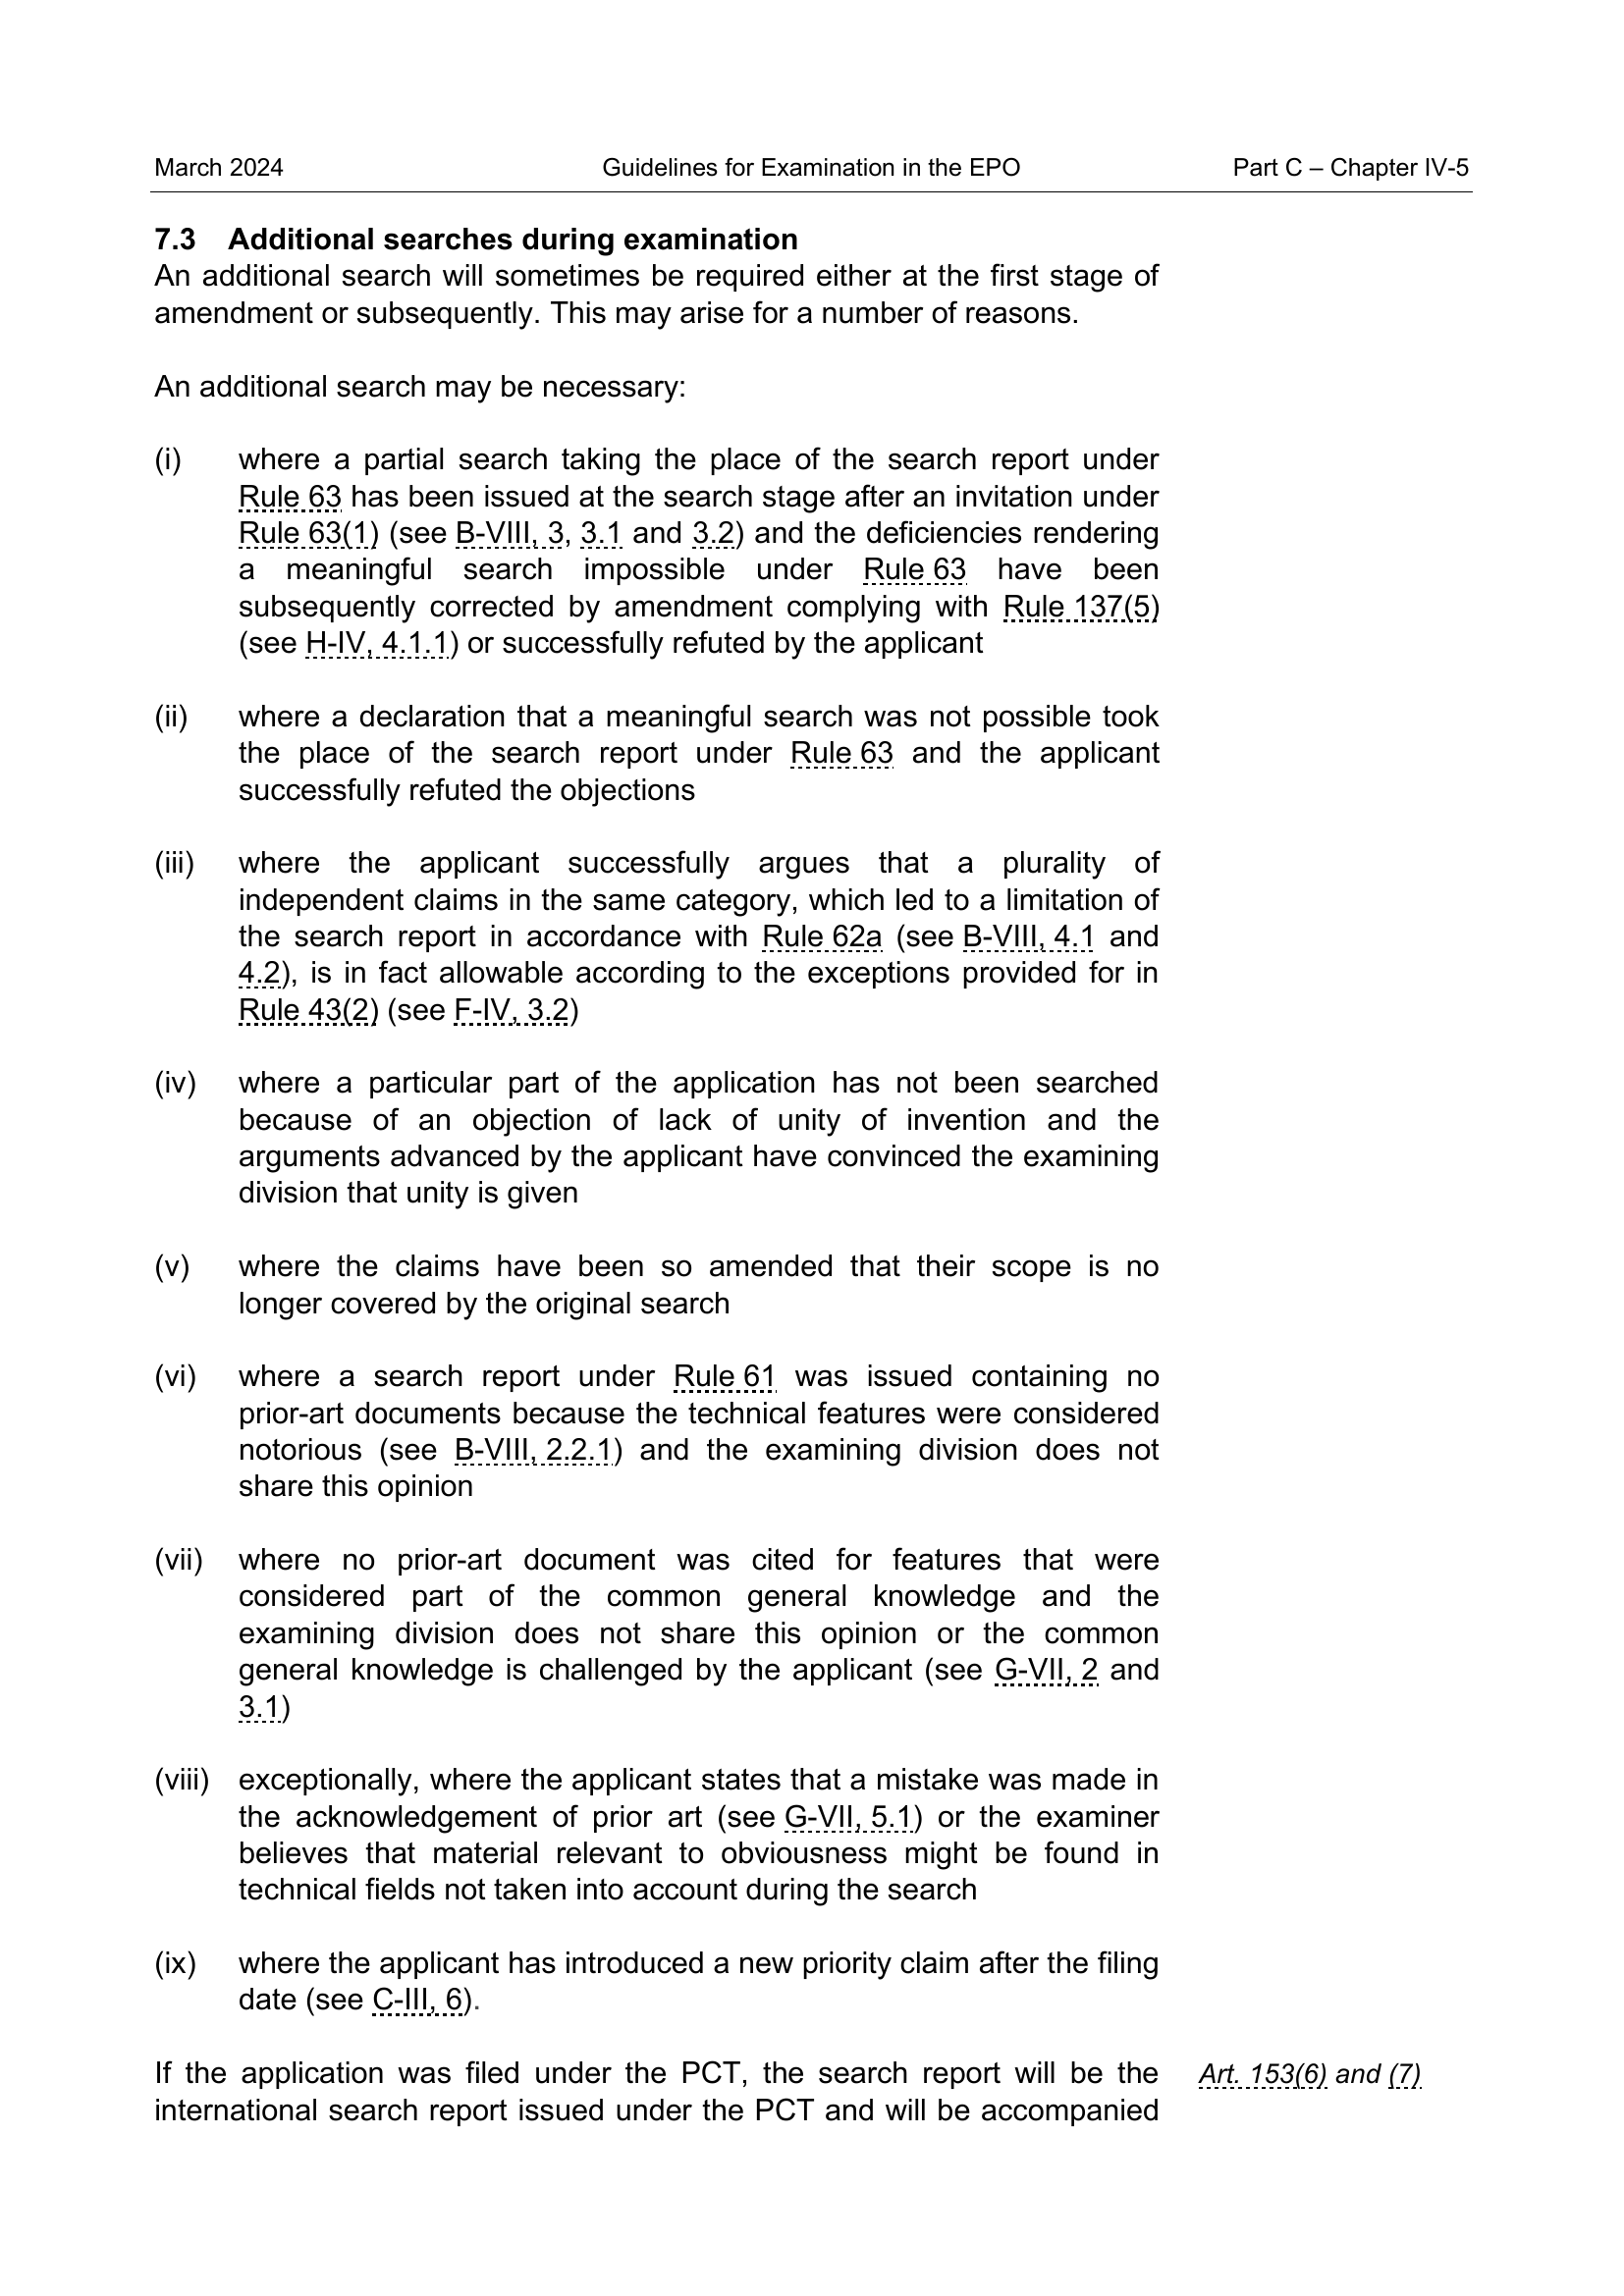 March 2024 Guidelines for Examination in the EPO Part C – Chapter IV-5
7.3 Additional searches during examination
An additional search will sometimes be required either at the first stage of
amendment or subsequently. This may arise for a number of reasons.
An additional search may be necessary:
(i) where a partial search taking the place of the search report under
Rule 63 has been issued at the search stage after an invitation under
Rule 63(1) (see B-VIII, 3, 3.1 and 3.2) and the deficiencies rendering
a meaningful search impossible under Rule 63 have been
subsequently corrected by amendment complying with Rule 137(5)
(see H-IV, 4.1.1) or successfully refuted by the applicant
(ii) where a declaration that a meaningful search was not possible took
the place of the search report under Rule 63 and the applicant
successfully refuted the objections
(iii) where the applicant successfully argues that a plurality of
independent claims in the same category, which led to a limitation of
the search report in accordance with Rule 62a (see B-VIII, 4.1 and
4.2), is in fact allowable according to the exceptions provided for in
Rule 43(2) (see F-IV, 3.2)
(iv) where a particular part of the application has not been searched
because of an objection of lack of unity of invention and the
arguments advanced by the applicant have convinced the examining
division that unity is given
(v) where the claims have been so amended that their scope is no
longer covered by the original search
(vi) where a search report under Rule 61 was issued containing no
prior-art documents because the technical features were considered
notorious (see B-VIII, 2.2.1) and the examining division does not
share this opinion
(vii) where no prior-art document was cited for features that were
considered part of the common general knowledge and the
examining division does not share this opinion or the common
general knowledge is challenged by the applicant (see G-VII, 2 and
3.1)
(viii) exceptionally, where the applicant states that a mistake was made in
the acknowledgement of prior art (see G-VII, 5.1) or the examiner
believes that material relevant to obviousness might be found in
technical fields not taken into account during the search
(ix) where the applicant has introduced a new priority claim after the filing
date (see C-III, 6).
If the application was filed under the PCT, the search report will be the Art. 153(6) and (7)
international search report issued under the PCT and will be accompanied